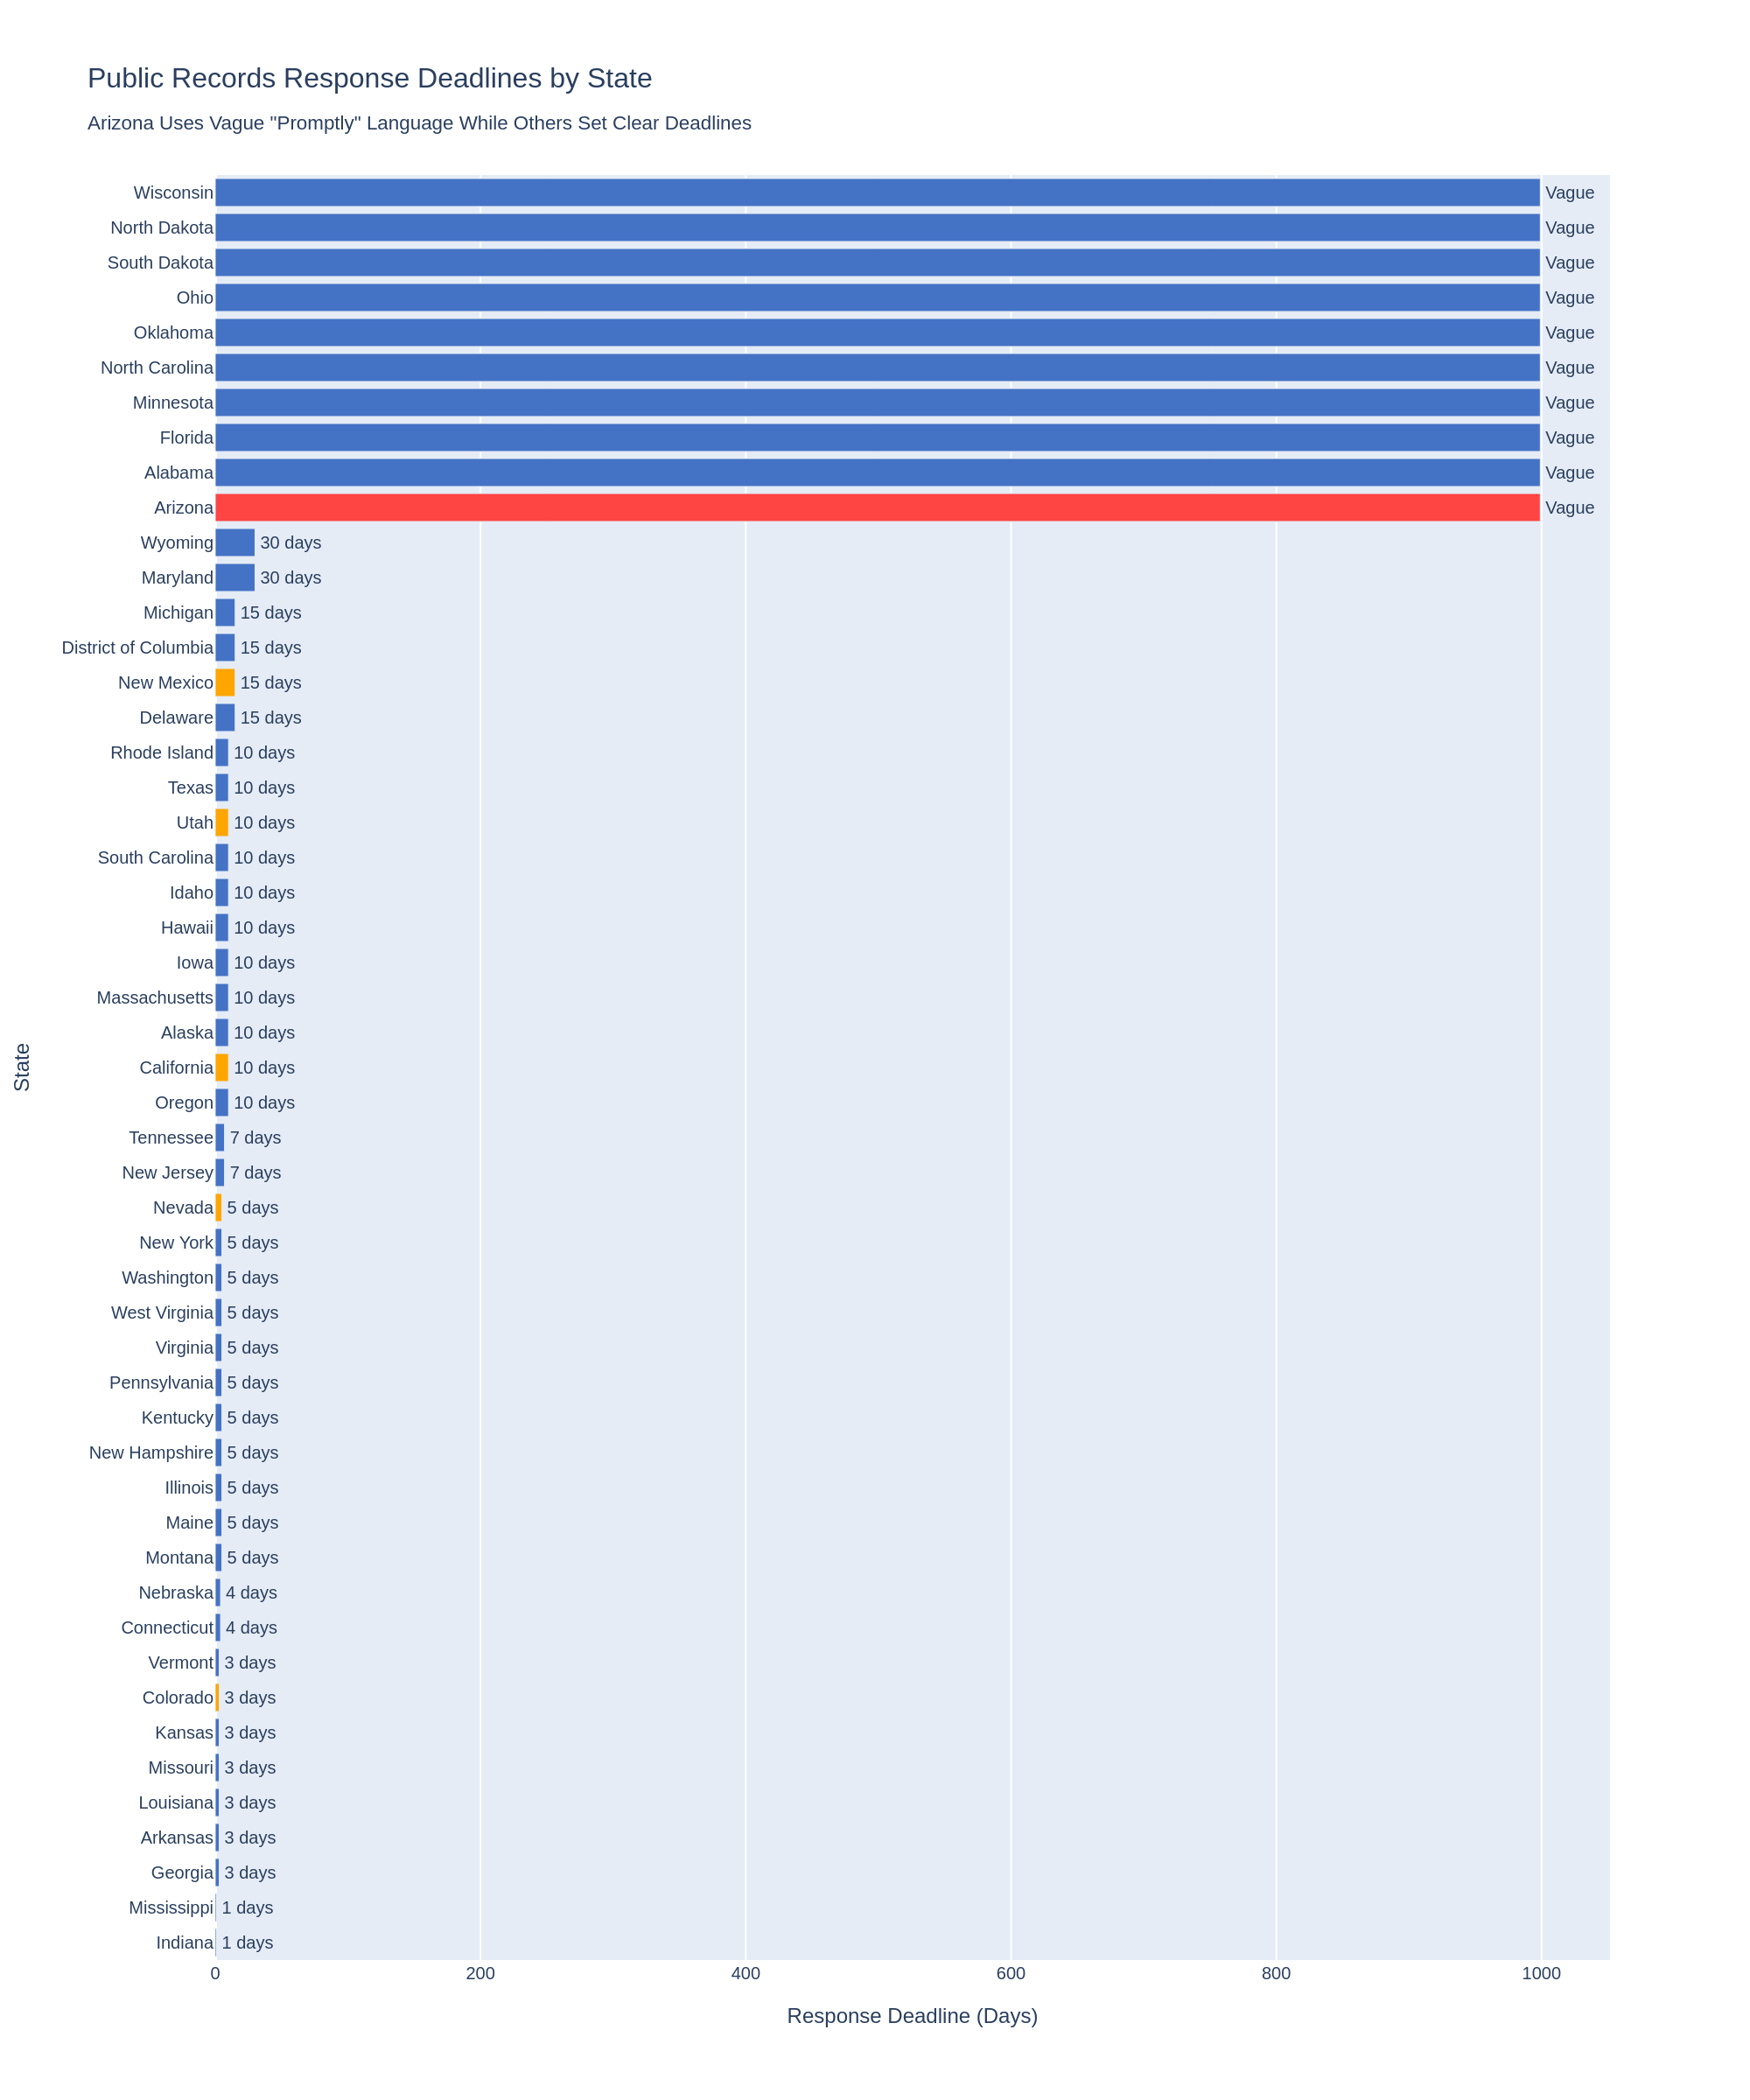 Public Records Response Deadlines by State
Arizona Uses Vague "Promptly" Language While Others Set Clear Deadlines
Wisconsin Vague
North Dakota Vague
South Dakota Vague
Ohio Vague
Oklahoma Vague
North Carolina Vague
Minnesota Vague
Florida Vague
Alabama Vague
Arizona Vague
Wyoming 30 days
Maryland 30 days
Michigan 15 days
District of Columbia 15 days
New Mexico 15 days
Delaware 15 days
Rhode Island 10 days
Texas 10 days
Utah 10 days
South Carolina 10 days
Idaho 10 days
Hawaii 10 days
Iowa 10 days
Massachusetts 10 days
Alaska 10 days
California 10 days
Oregon 10 days
Tennessee 7 days
New Jersey 7 days
Nevada 5 days
New York 5 days
Washington 5 days
West Virginia 5 days
Virginia 5 days
Pennsylvania 5 days
Kentucky 5 days
New Hampshire 5 days
Illinois 5 days
Maine 5 days
Montana 5 days
Nebraska 4 days
Connecticut 4 days
Vermont 3 days
Colorado 3 days
Kansas 3 days
Missouri 3 days
Louisiana 3 days
Arkansas 3 days
Georgia 3 days
Mississippi 1 days
Indiana 1 days
0 200 400 600 800 1000
Response Deadline (Days)
State